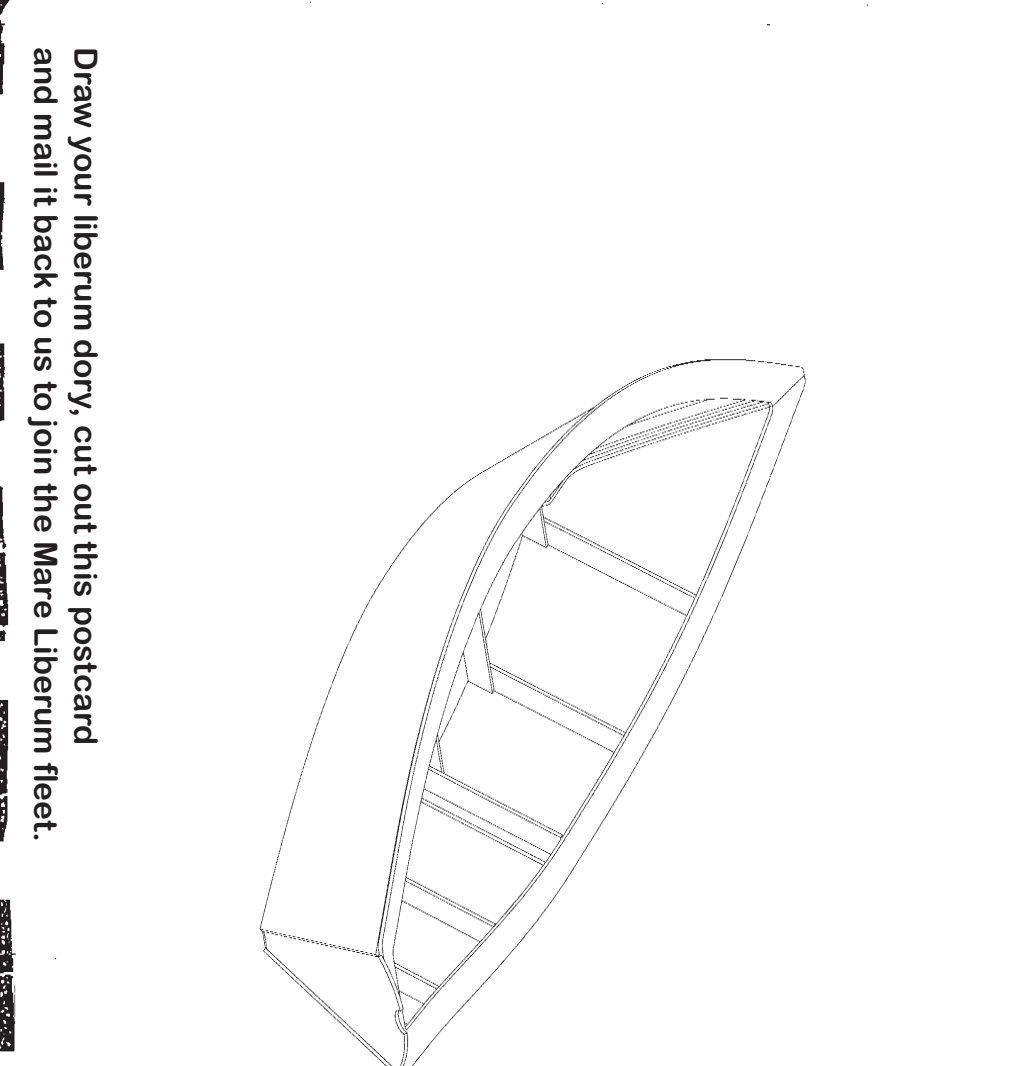 Draw your liberum dory, cut out this postcard
and mail it back to us to join the Mare Liberum fleet.